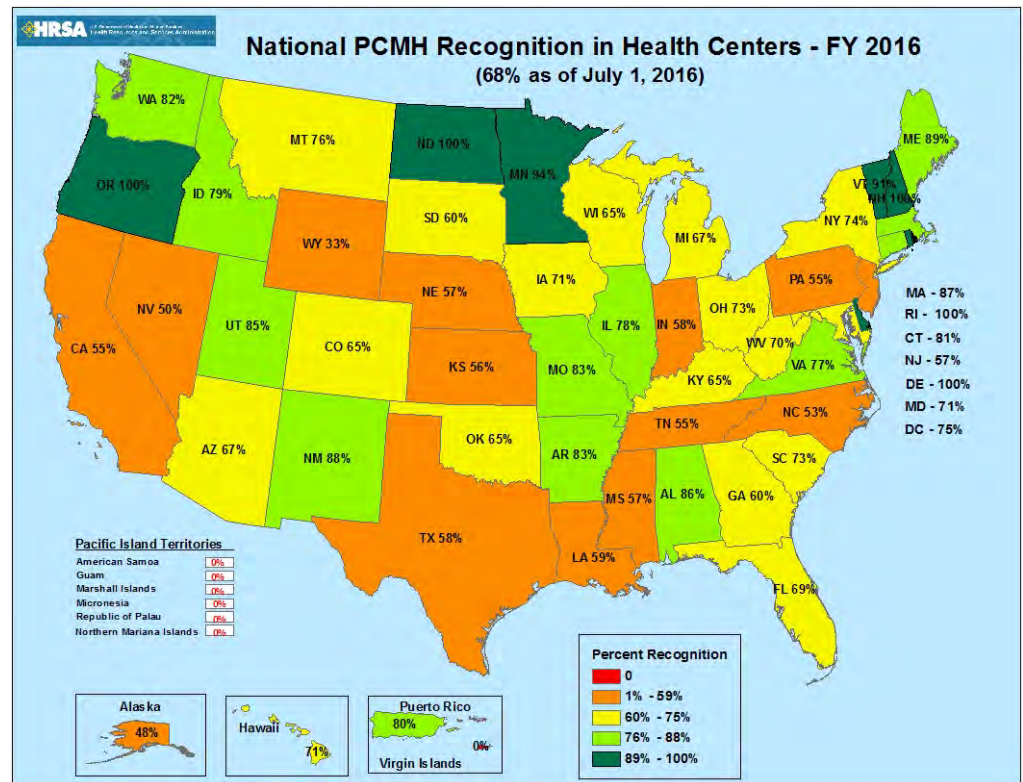 HRSA
Health Resources and Services Administration
National PCMH Recognition in Health Centers - FY 2016
(68% as of July 1, 2016)
WA 82%
MT 76%
ND 100%
MN 94%
ME 89%
OR 100%
ID 79%
SD 60%
WI 65%
VT 91%
NH 100%
NY 74%
WY 33%
MI 67%
IA 71%
PA 55%
NE 57%
NV 50%
UT 85%
IL 78%
IN 58%
OH 73%
MA - 87%
RI - 100%
CT - 81%
NJ - 57%
DE - 100%
MD - 71%
DC - 75%
CA 55%
CO 65%
KS 56%
MO 83%
WV 70%
VA 77%
KY 65%
AZ 67%
NM 88%
OK 65%
AR 83%
TN 55%
NC 53%
SC 73%
MS 57%
AL 86%
GA 60%
TX 58%
LA 59%
FL 69%
Pacific Island Territories
American Samoa 0%
Guam 0%
Marshall Islands 0%
Micronesia 0%
Republic of Palau 0%
Northern Mariana Islands 0%
Percent Recognition
0
1% - 59%
60% - 75%
76% - 88%
89% - 100%
Alaska
48%
Hawaii
71%
Puerto Rico
80%
0%
Virgin Islands